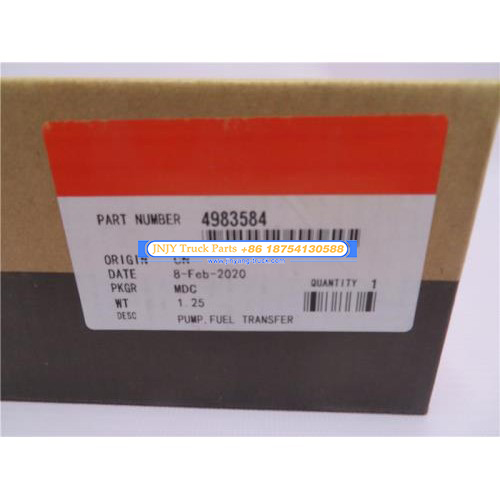 PART NUMBER 4983584
JNJY Truck Parts +86 18754130588
ORIGIN CN
DATE 8-Feb-2020
PKGR MDC
QUANTITY 1
WT 1.25
DESC PUMP,FUEL TRANSFER